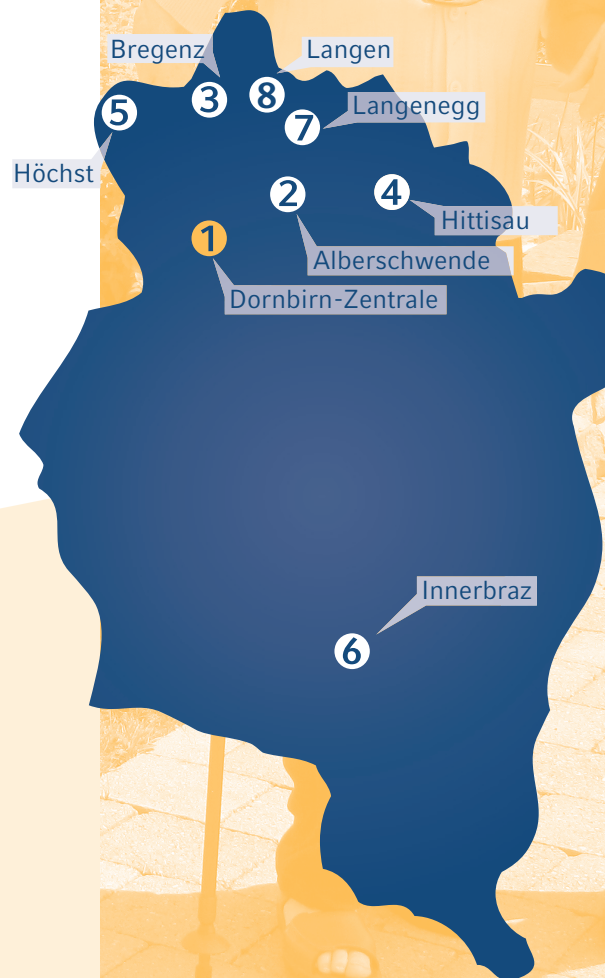 Bregenz
Langen
3
8
5
Langenegg
7
Höchst
2
4
Hittisau
1
Alberschwende
Dornbirn-Zentrale
Innerbraz
6